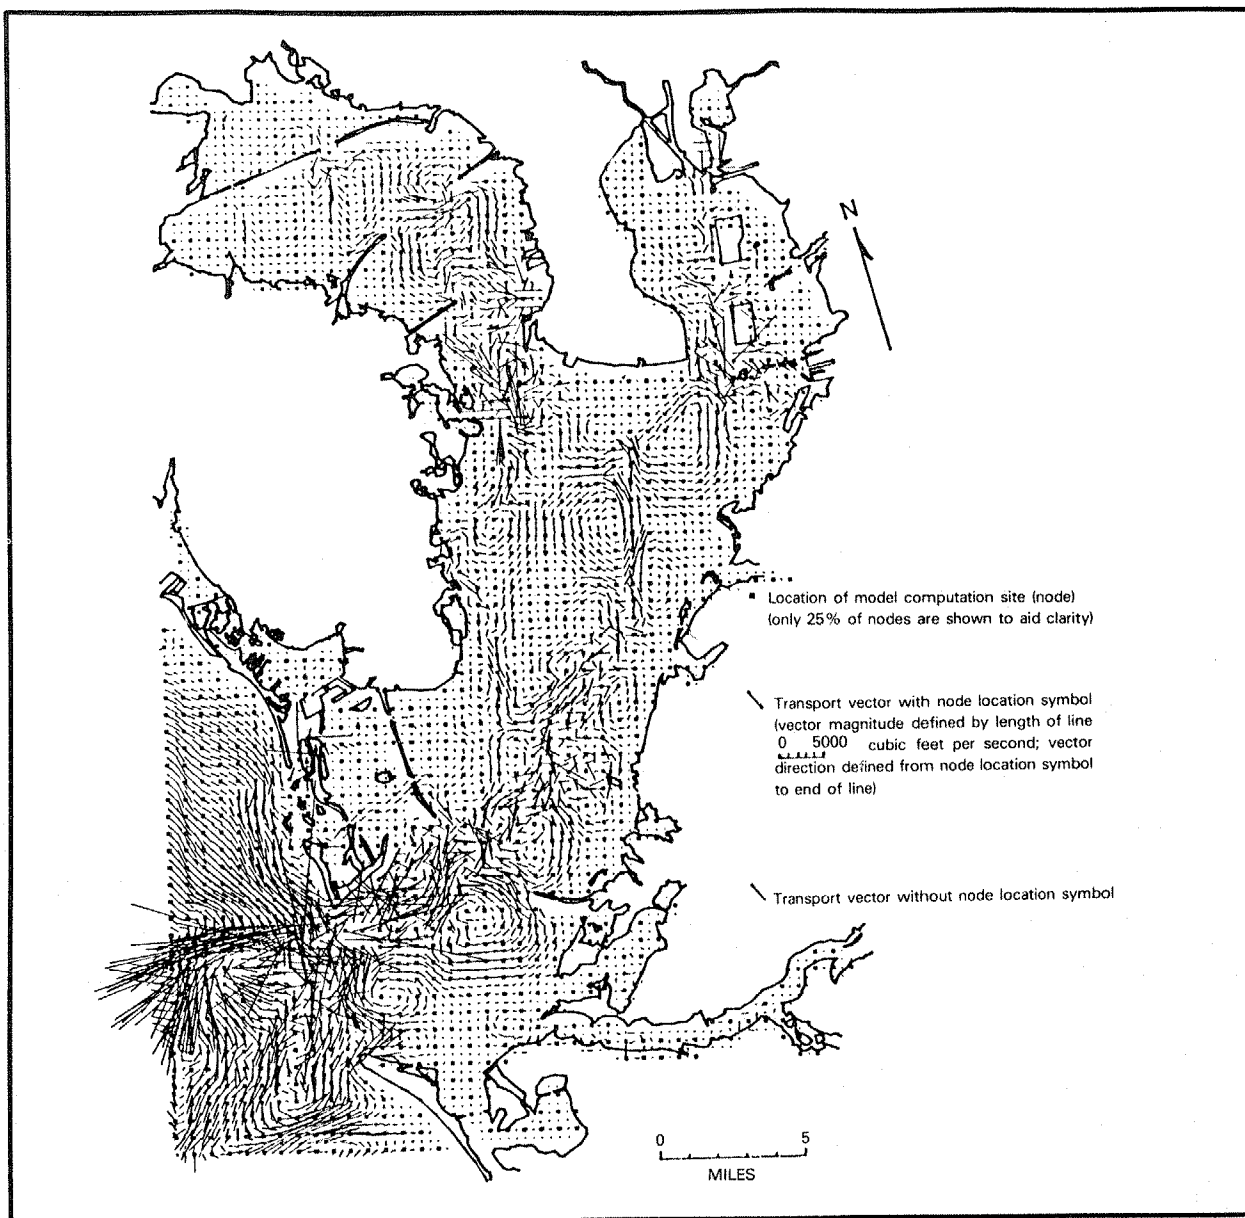 N
Location of model computation site (node)
(only 25% of nodes are shown to aid clarity)
Transport vector with node location symbol
(vector magnitude defined by length of line
0 5000 cubic feet per second; vector
direction defined from node location symbol
to end of line)
Transport vector without node location symbol
0 5
MILES